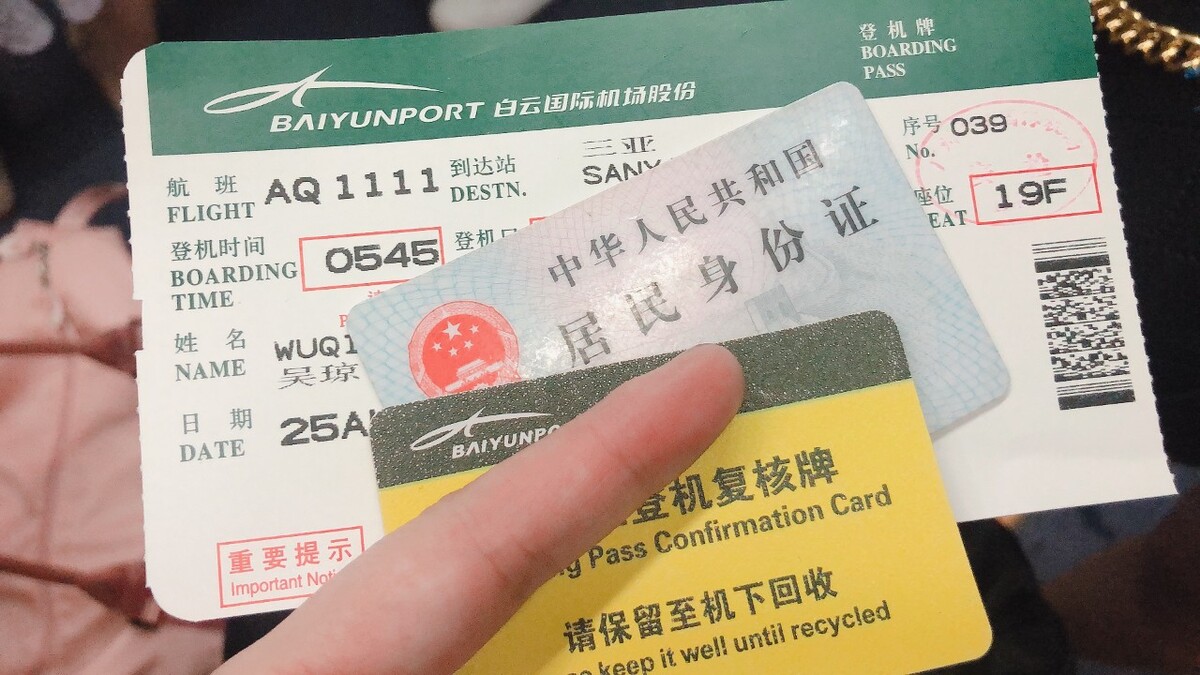 登机牌
BOARDING
PASS
BAIYUNPORT 白云国际机场股份
航班 AQ 1111 到达站 三亚
FLIGHT DESTN. SANY
序号 039
No.
座位 19F
EAT
登机时间 0545 登机
BOARDING
TIME
姓名 WUQI
NAME 吴琼
日期 25A
DATE
重要提示
Important Noti
中华人民共和国
居民身份证
BAIYUNPO
登机复核牌
Pass Confirmation Card
请保留至机下回收
keep it well until recycled